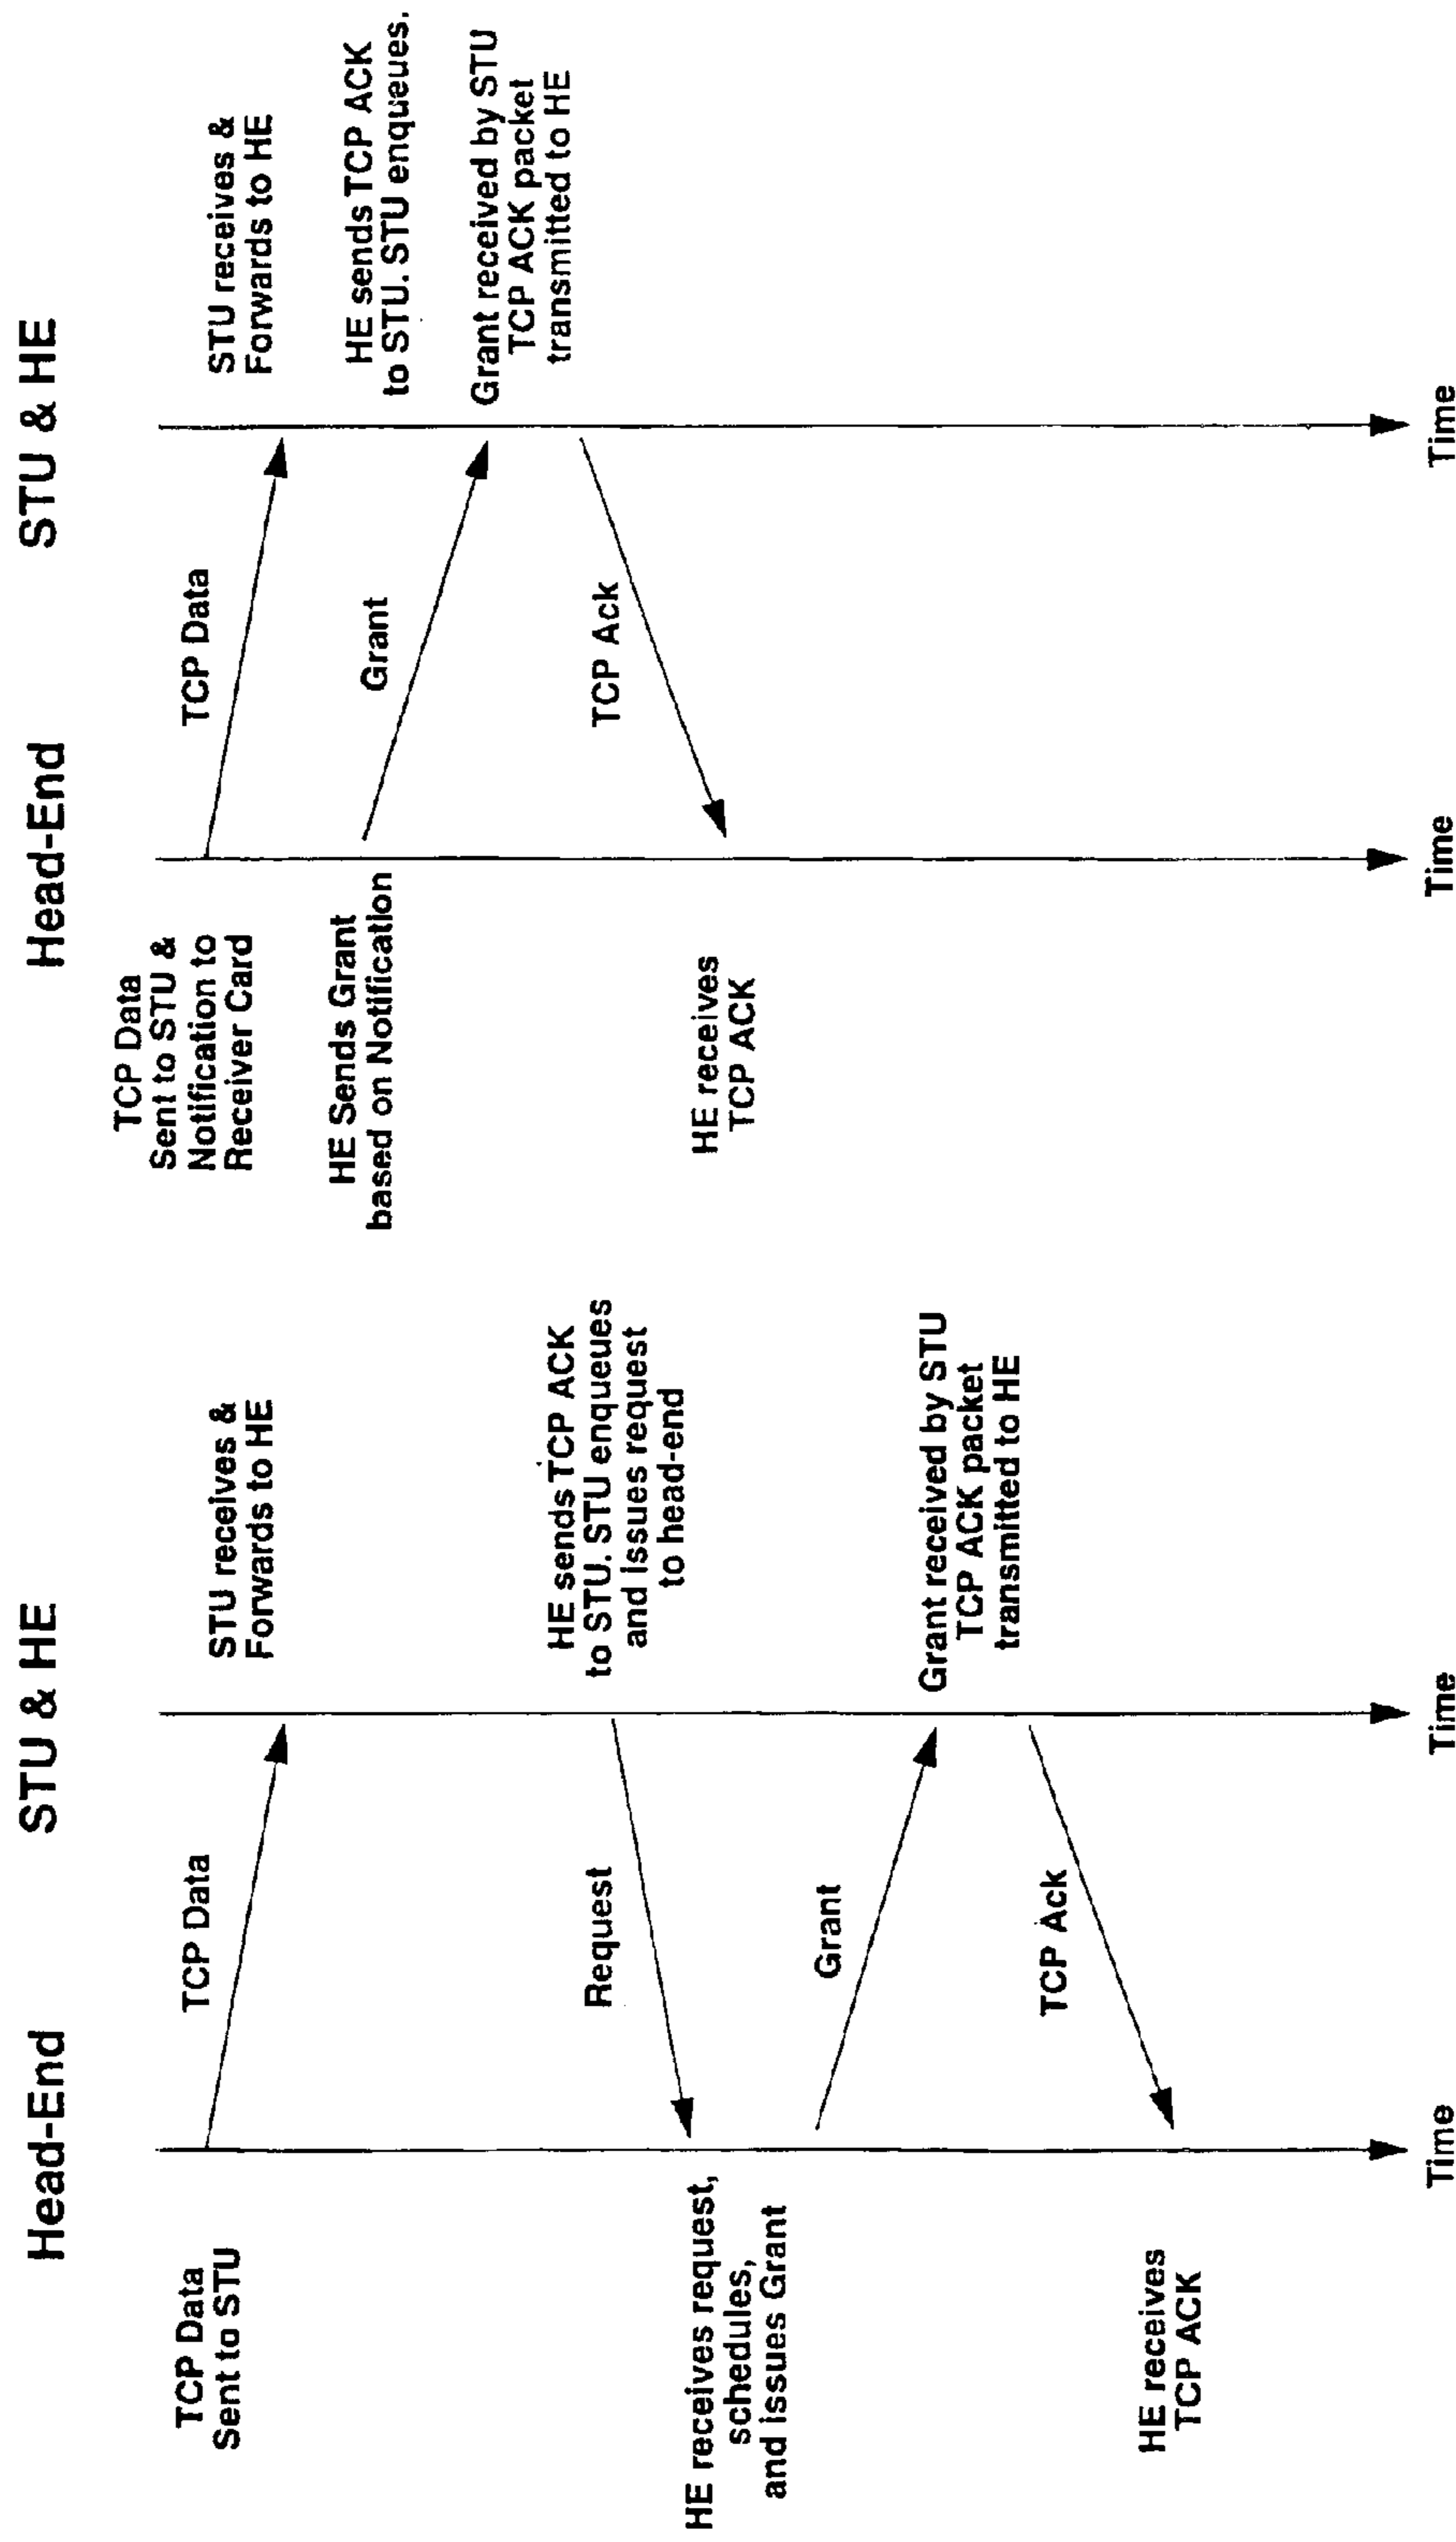 Head-End
STU & HE
TCP Data
Sent to STU
TCP Data
STU receives &
Forwards to HE
HE sends TCP ACK
to STU. STU enqueues
and issues request
to head-end
Request
HE receives request,
schedules,
and issues Grant
Grant
Grant received by STU
TCP ACK packet
transmitted to HE
TCP Ack
HE receives
TCP ACK
Time
Time
Head-End
STU & HE
TCP Data
Sent to STU &
Notification to
Receiver Card
TCP Data
STU receives &
Forwards to HE
HE Sends Grant
based on Notification
Grant
HE sends TCP ACK
to STU. STU enqueues.
Grant received by STU
TCP ACK packet
transmitted to HE
TCP Ack
HE receives
TCP ACK
Time
Time